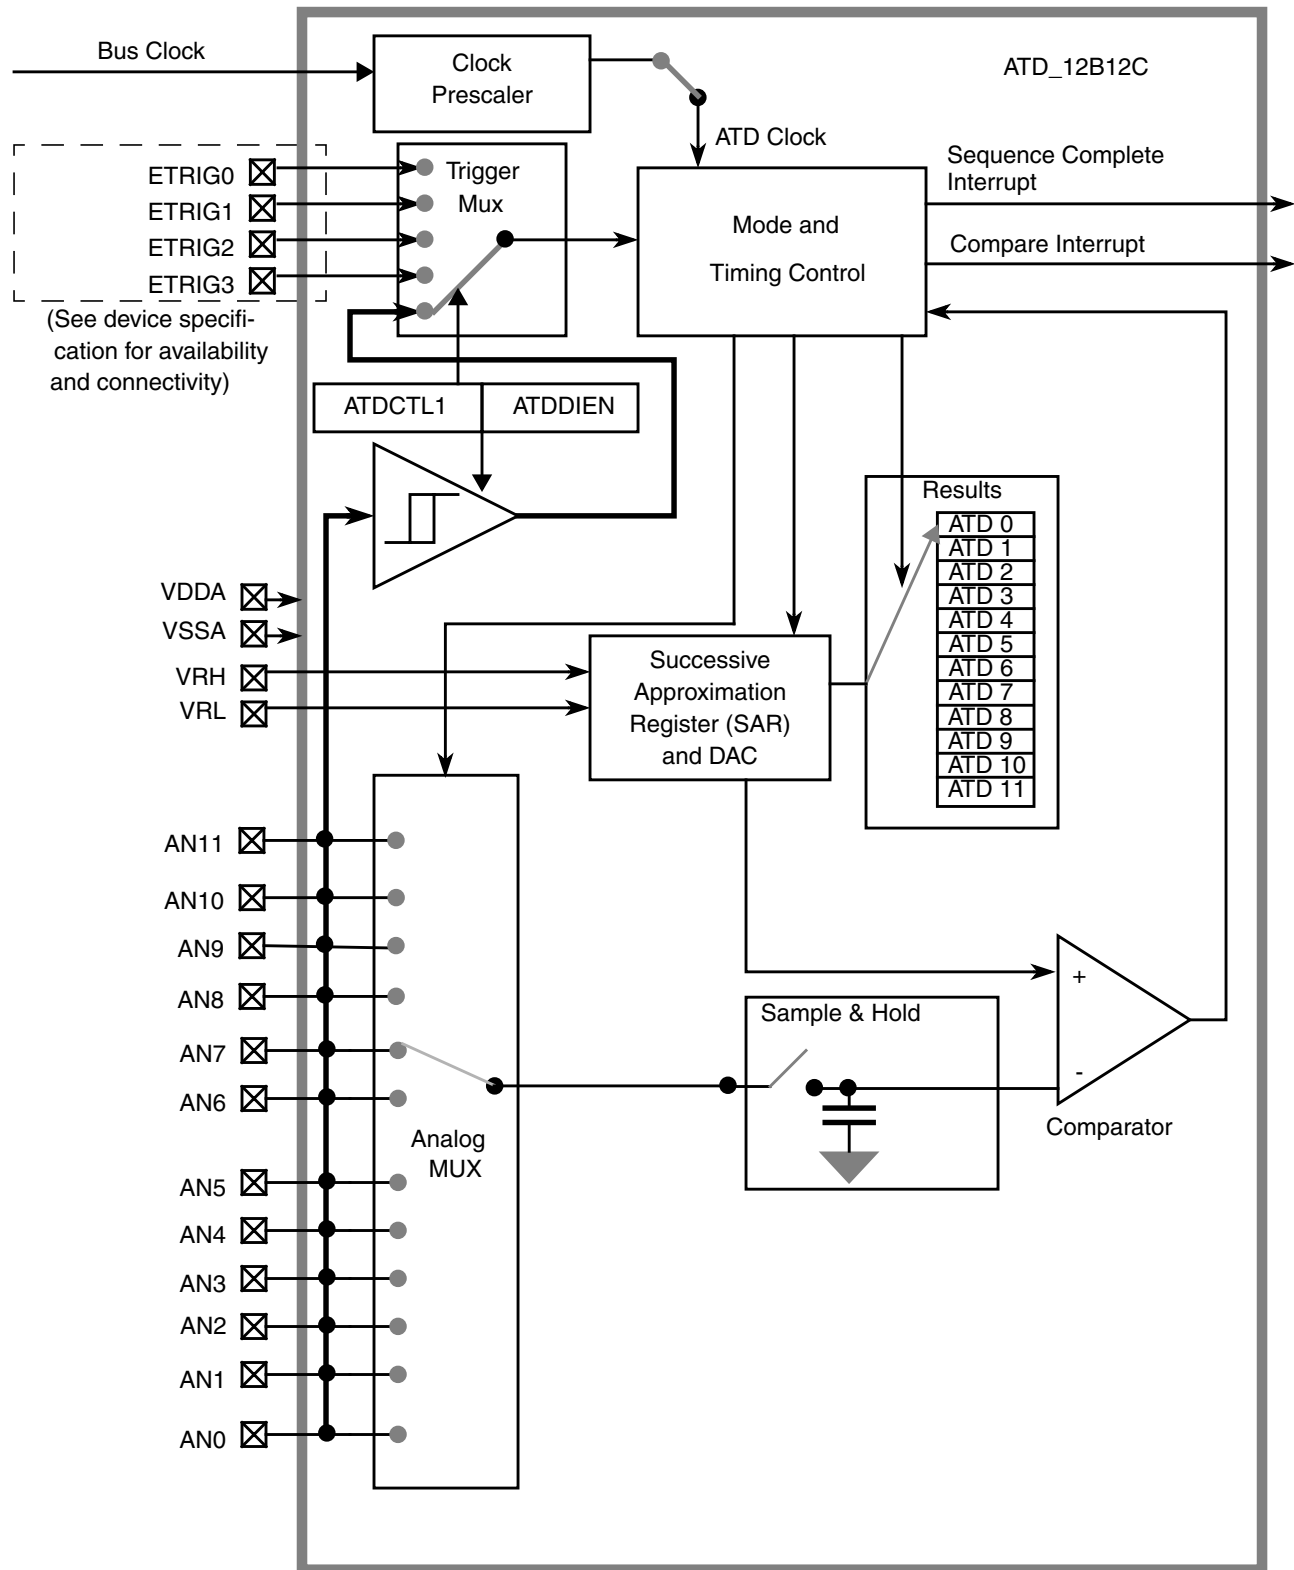 Bus Clock
Clock
Prescaler
ATD_12B12C
ATD Clock
ETRIG0
ETRIG1
ETRIG2
ETRIG3
(See device specifi-
cation for availability
and connectivity)
Trigger
Mux
Mode and
Timing Control
Sequence Complete
Interrupt
Compare Interrupt
ATDCTL1
ATDDIEN
Results
ATD 0
ATD 1
ATD 2
ATD 3
ATD 4
ATD 5
ATD 6
ATD 7
ATD 8
ATD 9
ATD 10
ATD 11
VDDA
VSSA
VRH
VRL
Successive
Approximation
Register (SAR)
and DAC
AN11
AN10
AN9
AN8
AN7
AN6
AN5
AN4
AN3
AN2
AN1
AN0
Analog
MUX
Sample & Hold
+
-
Comparator